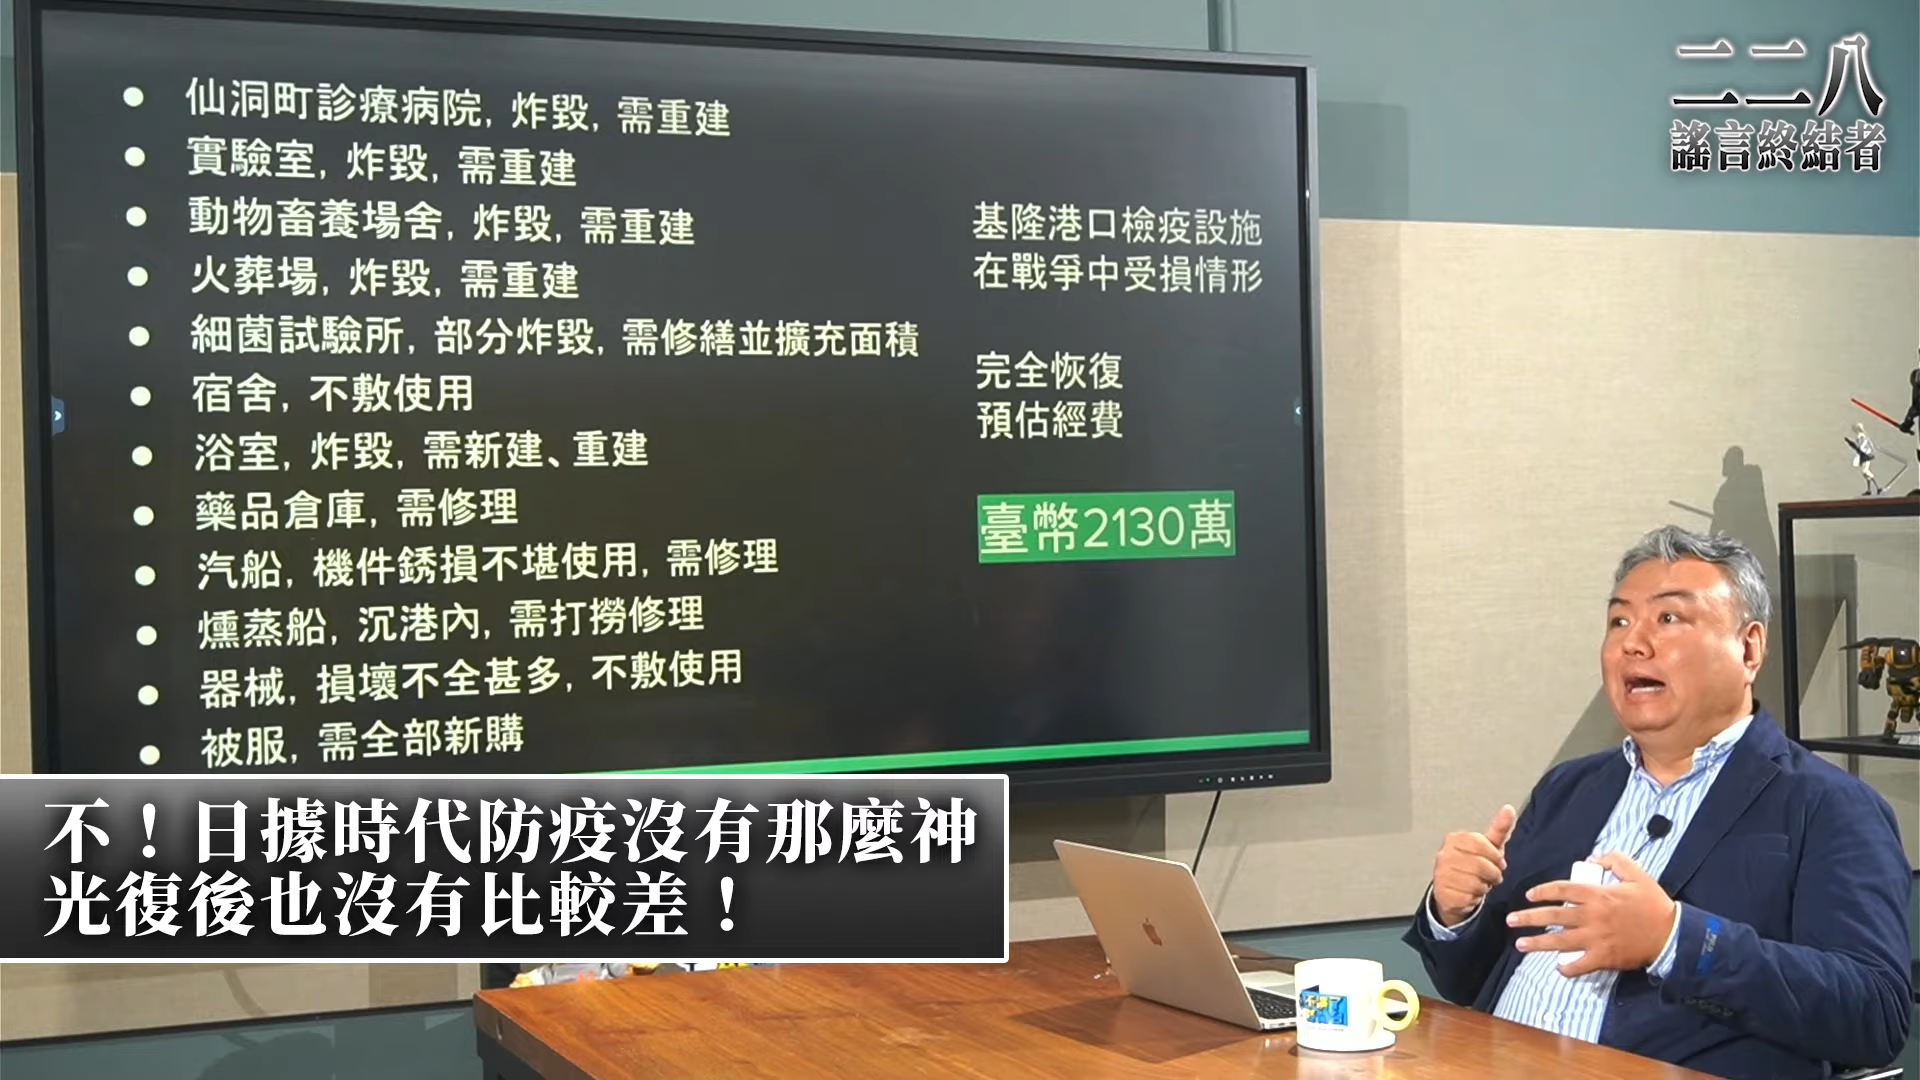 二二八
謠言終結者
仙洞町診療病院, 炸毀, 需重建
實驗室, 炸毀, 需重建
動物畜養場舍, 炸毀, 需重建
火葬場, 炸毀, 需重建
細菌試驗所, 部分炸毀, 需修繕並擴充面積
宿舍, 不敷使用
浴室, 炸毀, 需新建、重建
藥品倉庫, 需修理
汽船, 機件銹損不堪使用, 需修理
燻蒸船, 沉港內, 需打撈修理
器械, 損壞不全甚多, 不敷使用
被服, 需全部新購
基隆港口檢疫設施
在戰爭中受損情形
完全恢復
預估經費
臺幣2130萬
不！日據時代防疫沒有那麼神
光復後也沒有比較差！